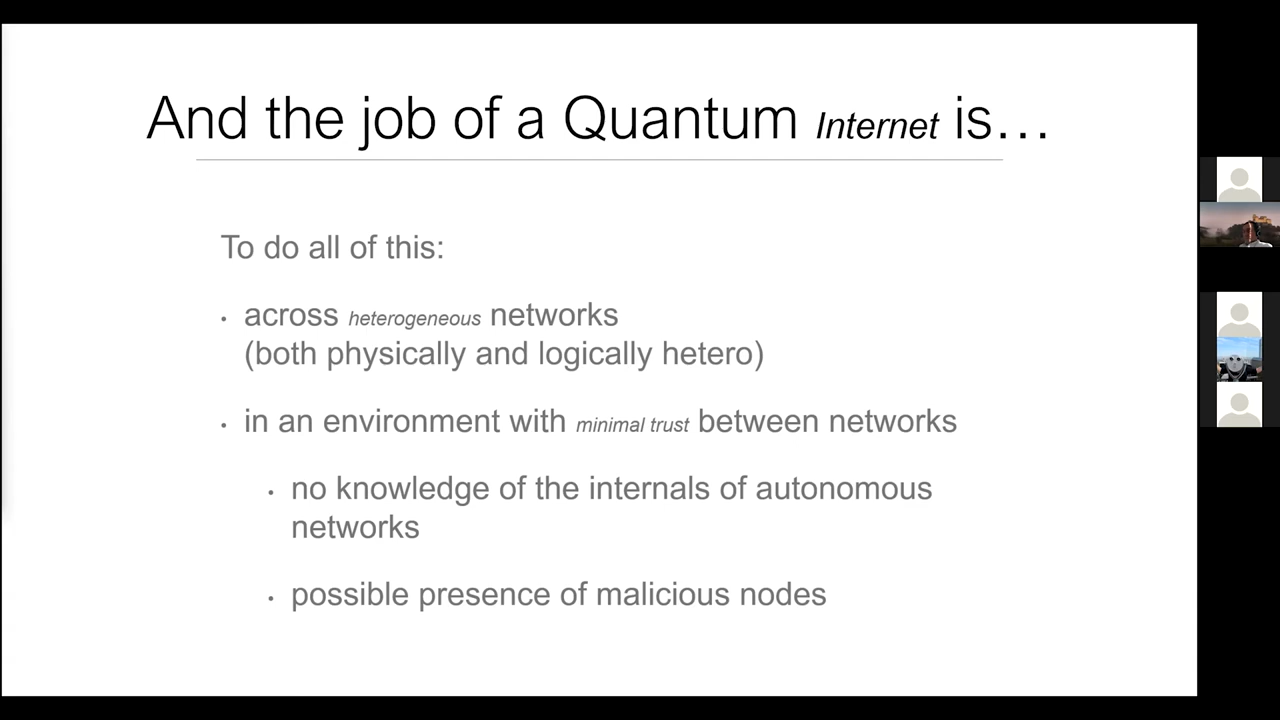 And the job of a Quantum Internet is…
To do all of this:
• across heterogeneous networks
(both physically and logically hetero)
• in an environment with minimal trust between networks
• no knowledge of the internals of autonomous
networks
• possible presence of malicious nodes